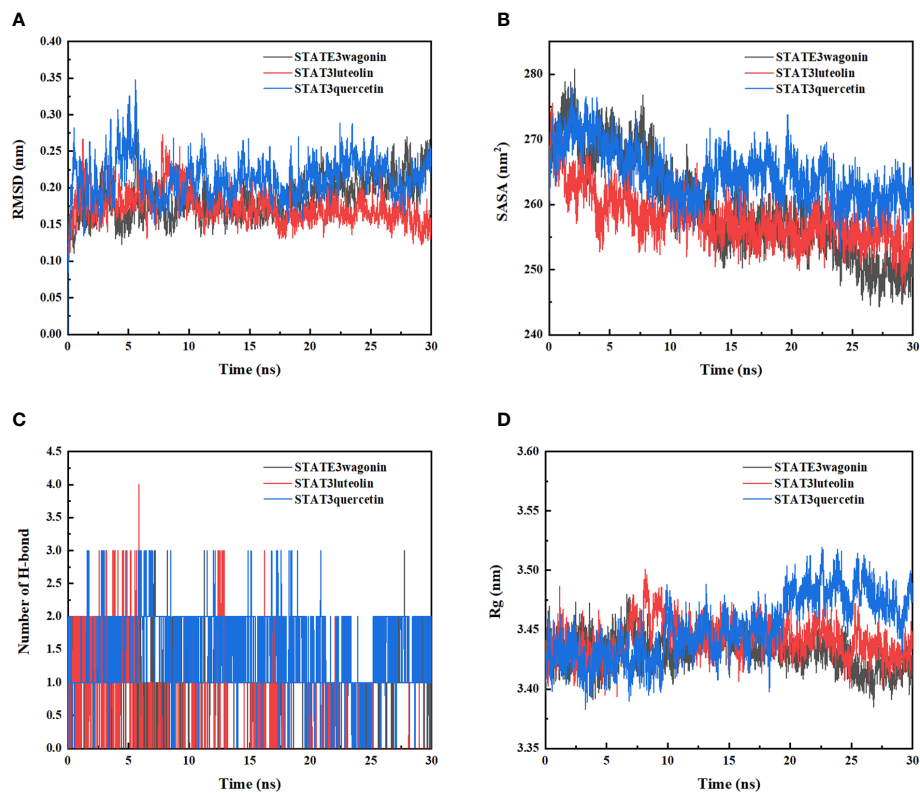 A
0.40
0.35
0.30
0.25
0.20
0.15
0.10
0.05
0.00
RMSD (nm)
STATE3wagonin
STAT3luteolin
STAT3quercetin
0 5 10 15 20 25 30
Time (ns)
B
280
270
260
250
240
SASA (nm²)
STATE3wagonin
STAT3luteolin
STAT3quercetin
0 5 10 15 20 25 30
Time (ns)
C
4.5
4.0
3.5
3.0
2.5
2.0
1.5
1.0
0.5
0.0
Number of H-bond
STATE3wagonin
STAT3luteolin
STAT3quercetin
0 5 10 15 20 25 30
Time (ns)
D
3.60
3.55
3.50
3.45
3.40
3.35
Rg (nm)
STATE3wagonin
STAT3luteolin
STAT3quercetin
0 5 10 15 20 25 30
Time (ns)